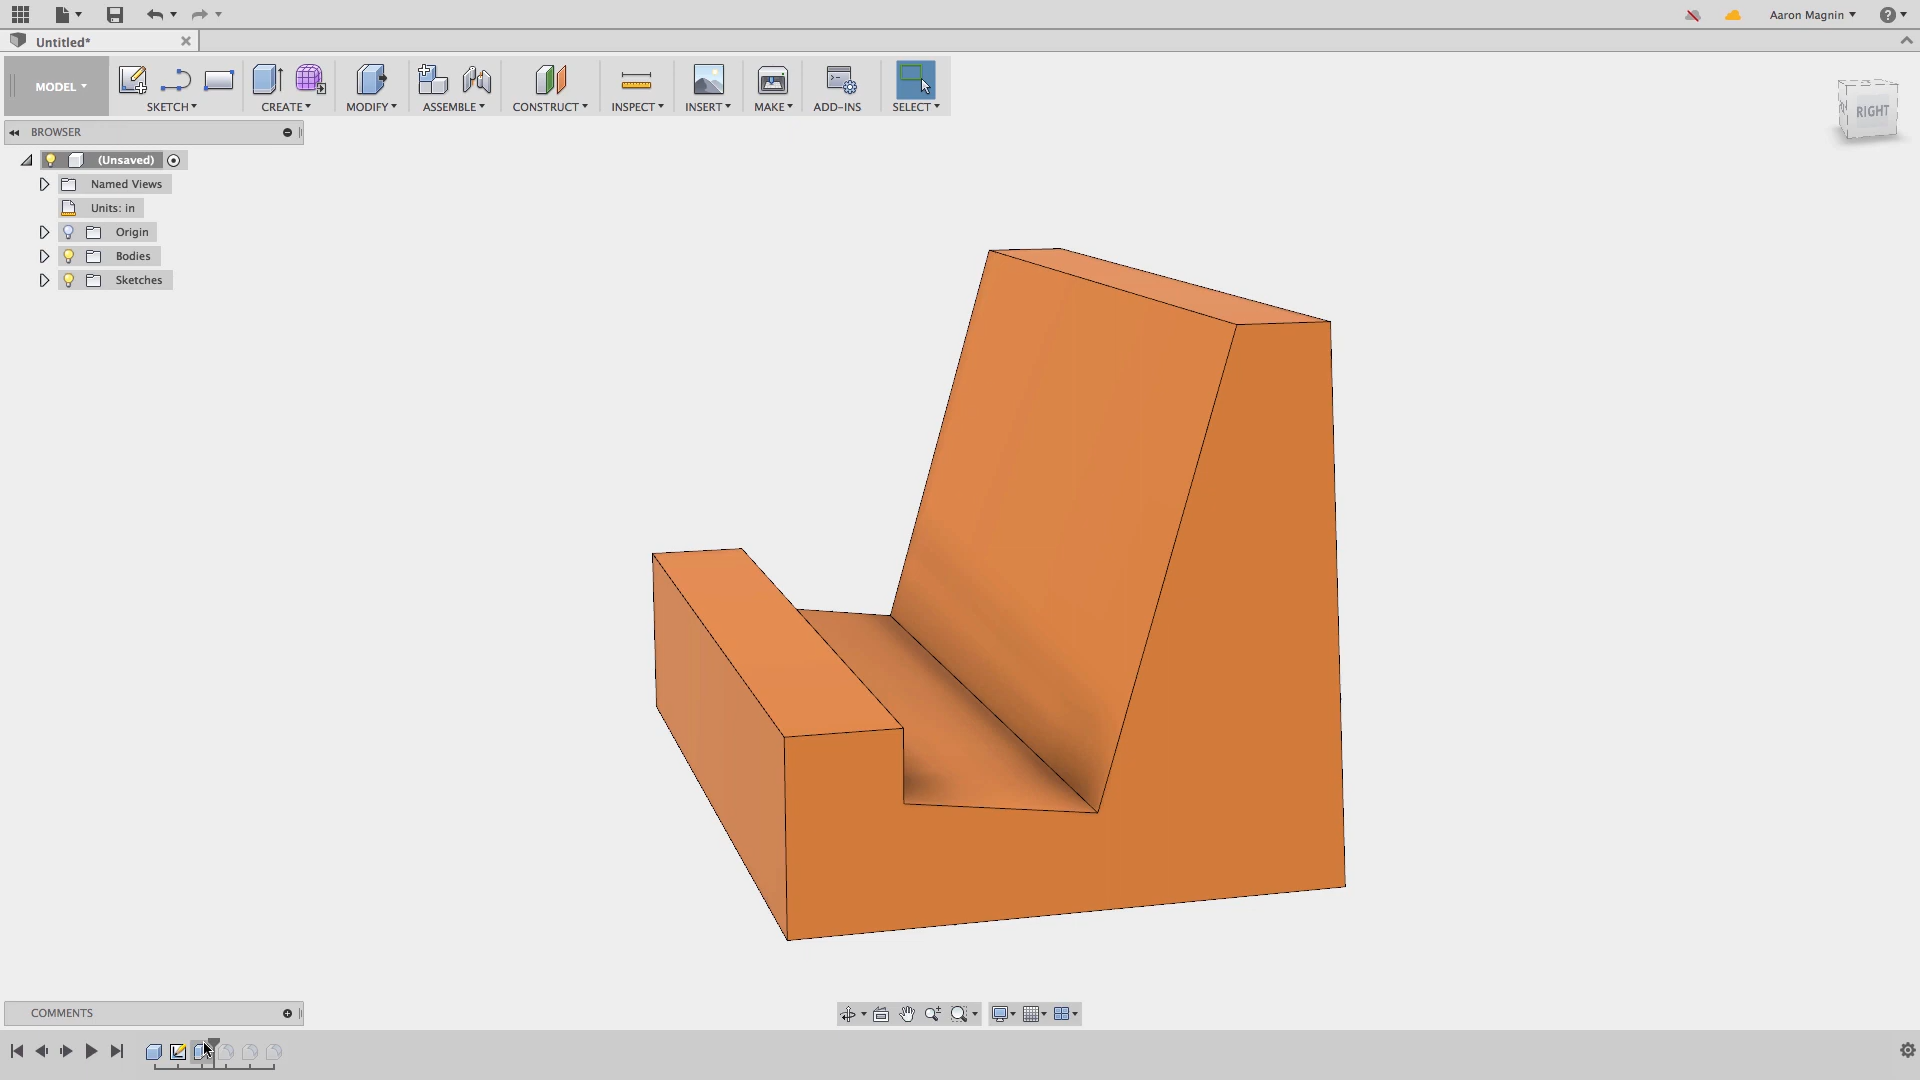 Aaron Magnin
Untitled*
MODEL
SKETCH
CREATE
MODIFY
ASSEMBLE
CONSTRUCT
INSPECT
INSERT
MAKE
ADD-INS
SELECT
RIGHT
BROWSER
(Unsaved)
Named Views
Units: in
Origin
Bodies
Sketches
COMMENTS